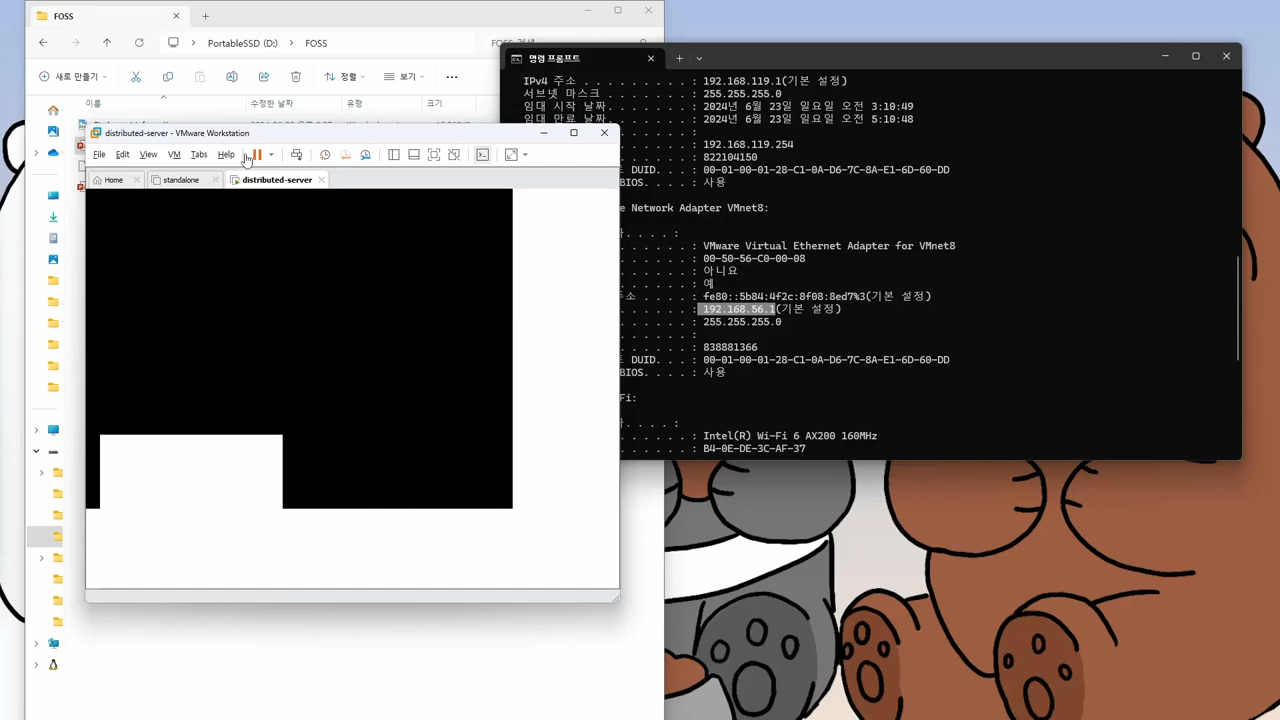 FOSS
PortableSSD (D:)
FOSS
FOSS 검색
새로 만들기
정렬
보기
이름
수정한 날짜
유형
크기
distributed-server - VMware Workstation
File Edit View VM Tabs Help
Home
standalone
distributed-server
명령 프롬프트
IPv4 주소 . . . . . . . . . : 192.168.119.1(기본 설정)
서브넷 마스크 . . . . . . . : 255.255.255.0
임대 시작 날짜. . . . . . . : 2024년 6월 23일 일요일 오전 3:10:49
임대 만료 날짜. . . . . . . : 2024년 6월 23일 일요일 오전 5:10:48
. . . . . . :
. . . . . . : 192.168.119.254
. . . . . . : 822104150
DUID. . . : 00-01-00-01-28-C1-0A-D6-7C-8A-E1-6D-60-DD
BIOS. . . . : 사용
Network Adapter VMnet8:
. . . . :
. . . . . . : VMware Virtual Ethernet Adapter for VMnet8
. . . . . . : 00-50-56-C0-00-08
. . . . . . : 아니요
. . . . . . : 예
주소 . . . . : fe80::5b84:4f2c:8f08:8ed7%3(기본 설정)
. . . . . . : 192.168.56.1(기본 설정)
. . . . . . : 255.255.255.0
. . . . . . :
. . . . . . : 838881366
DUID. . . : 00-01-00-01-28-C1-0A-D6-7C-8A-E1-6D-60-DD
BIOS. . . . : 사용
Fi:
. . . . :
. . . . . . : Intel(R) Wi-Fi 6 AX200 160MHz
. . . . . . : B4-0E-DE-3C-AF-37